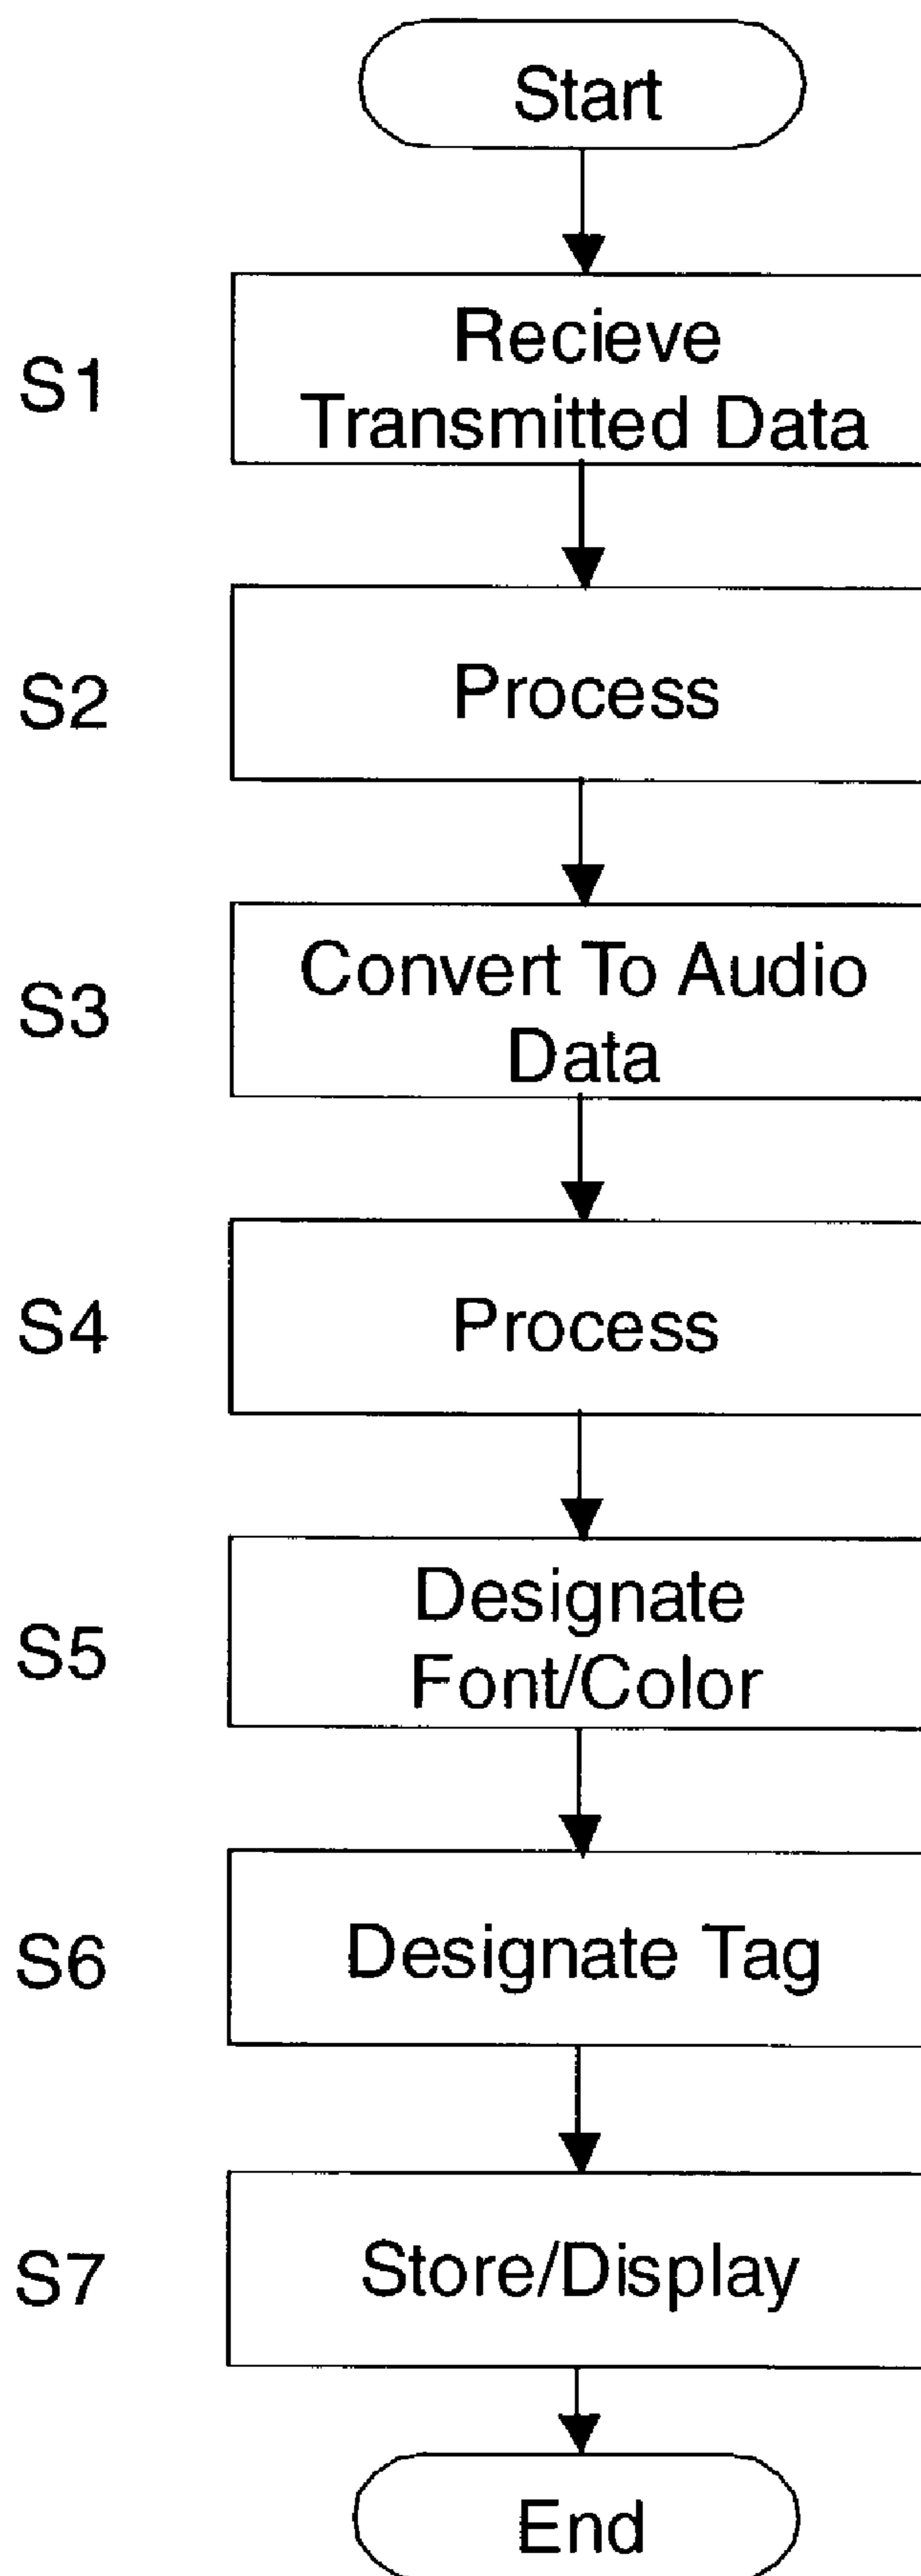 Start
S1
Recieve
Transmitted Data
S2
Process
S3
Convert To Audio
Data
S4
Process
S5
Designate
Font/Color
S6
Designate Tag
S7
Store/Display
End